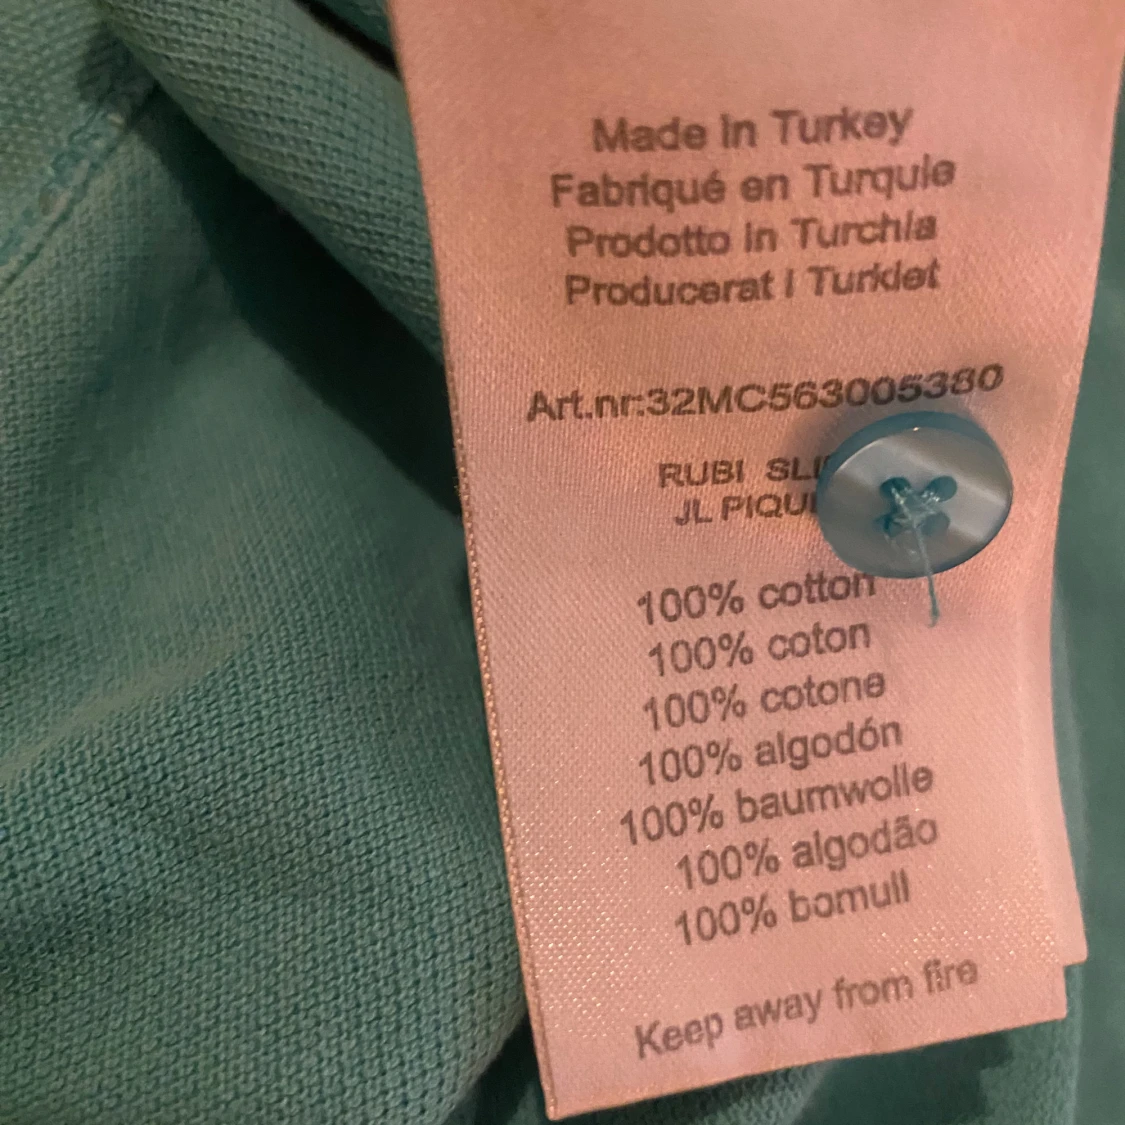 Made in Turkey
Fabriqué en Turquie
Prodotto in Turchia
Producerat i Turkiet
Art.nr:32MC563005380
RUBI
JL
100% cotton
100% coton
100% cotone
100% algodón
100% baumwolle
100% algodão
100% bomull
Keep away from fire